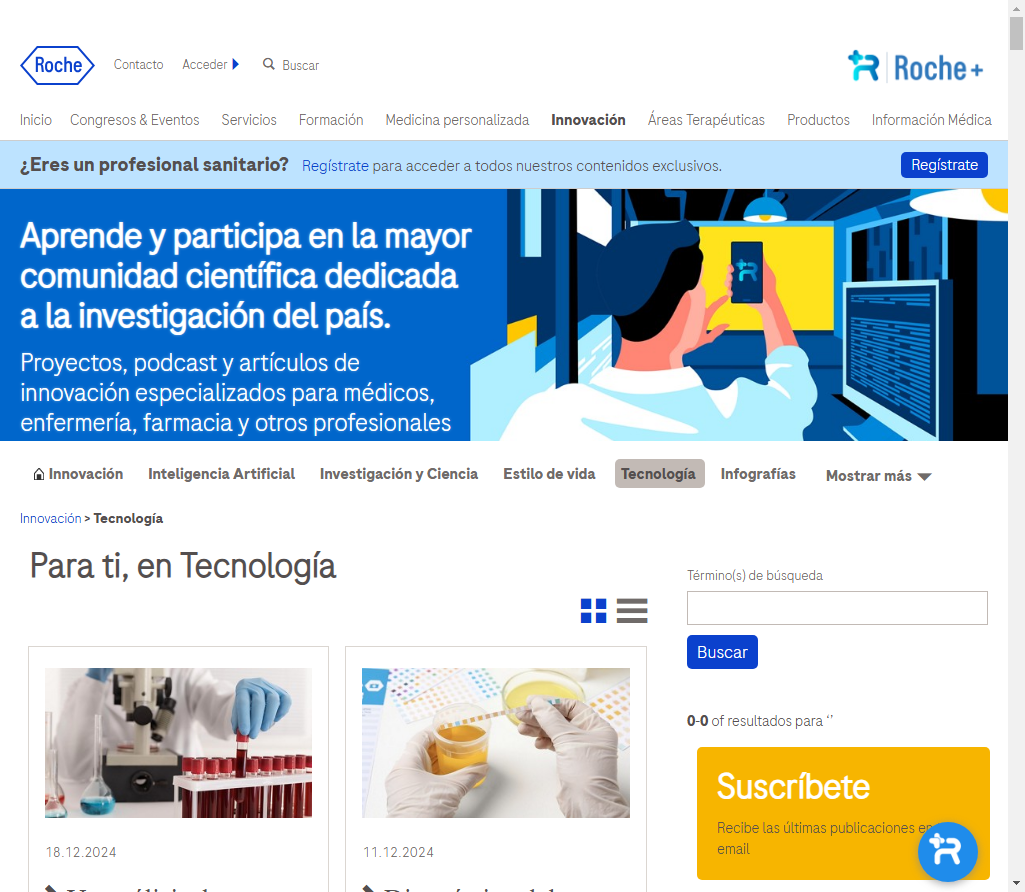 Roche
Contacto
Acceder
Buscar
Roche+
Inicio
Congresos & Eventos
Servicios
Formación
Medicina personalizada
Innovación
Áreas Terapéuticas
Productos
Información Médica
¿Eres un profesional sanitario? Regístrate para acceder a todos nuestros contenidos exclusivos.
Regístrate
Aprende y participa en la mayor
comunidad científica dedicada
a la investigación del país.
Proyectos, podcast y artículos de
innovación especializados para médicos,
enfermería, farmacia y otros profesionales
Innovación
Inteligencia Artificial
Investigación y Ciencia
Estilo de vida
Tecnología
Infografías
Mostrar más
Innovación > Tecnología
Para ti, en Tecnología
18.12.2024
11.12.2024
Término(s) de búsqueda
Buscar
0-0 of resultados para ‘’
Suscríbete
Recibe las últimas publicaciones en
email